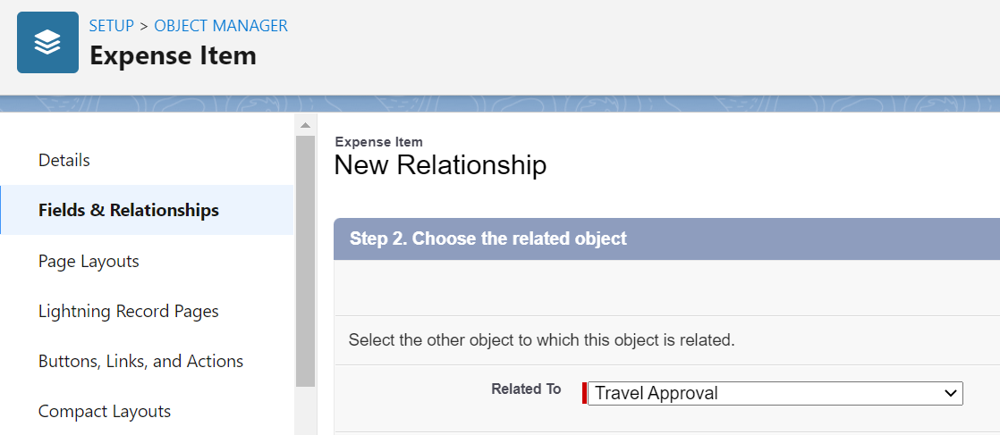 SETUP > OBJECT MANAGER
Expense Item
Details
Fields & Relationships
Page Layouts
Lightning Record Pages
Buttons, Links, and Actions
Compact Layouts
Expense Item
New Relationship
Step 2. Choose the related object
Select the other object to which this object is related.
Related To Travel Approval